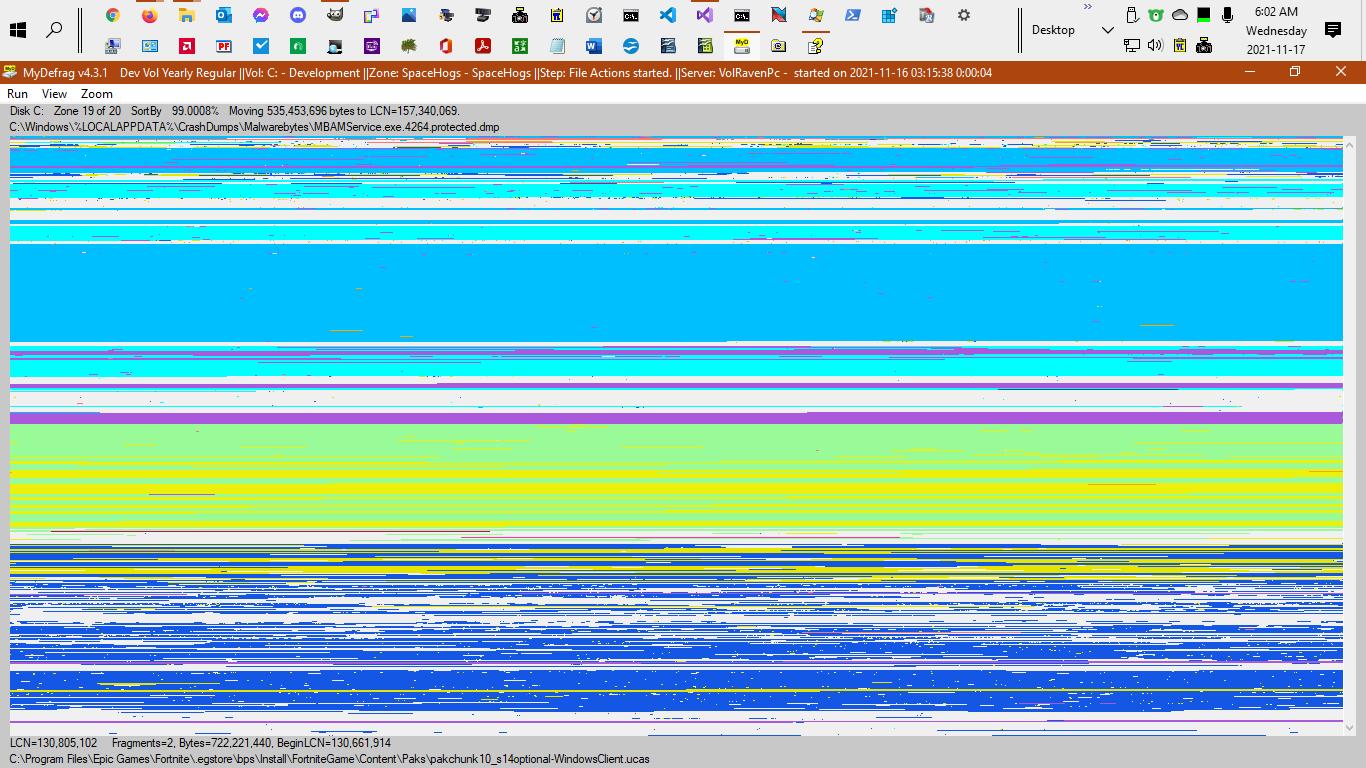 6:02 AM
Desktop
Wednesday
2021-11-17
MyDefrag v4.3.1 Dev Vol Yearly Regular ||Vol: C: - Development ||Zone: SpaceHogs - SpaceHogs ||Step: File Actions started. ||Server: VolRavenPc - started on 2021-11-16 03:15:38 0:00:04
Run View Zoom
Disk C: Zone 19 of 20 SortBy 99.0008% Moving 535,453,696 bytes to LCN=157,340,069.
C:\Windows\%LOCALAPPDATA%\CrashDumps\Malwarebytes\MBAMService.exe.4264.protected.dmp
LCN=130,805,102 Fragments=2, Bytes=722,221,440, BeginLCN=130,661,914
C:\Program Files\Epic Games\Fortnite\.egstore\bps\Install\FortniteGame\Content\Paks\pakchunk10_s14optional-WindowsClient.ucas